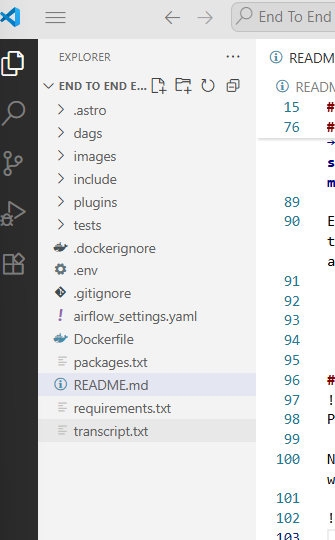 End To End
EXPLORER
README
END TO END E...
README
.astro
dags
images
include
plugins
tests
.dockerignore
.env
.gitignore
airflow_settings.yaml
Dockerfile
packages.txt
README.md
requirements.txt
transcript.txt
15 #
76 #
s
m
89
90 E
t
a
91
92
93
94
95
96 #
97 !
98 P
99
100 N
w
101
102 !
103